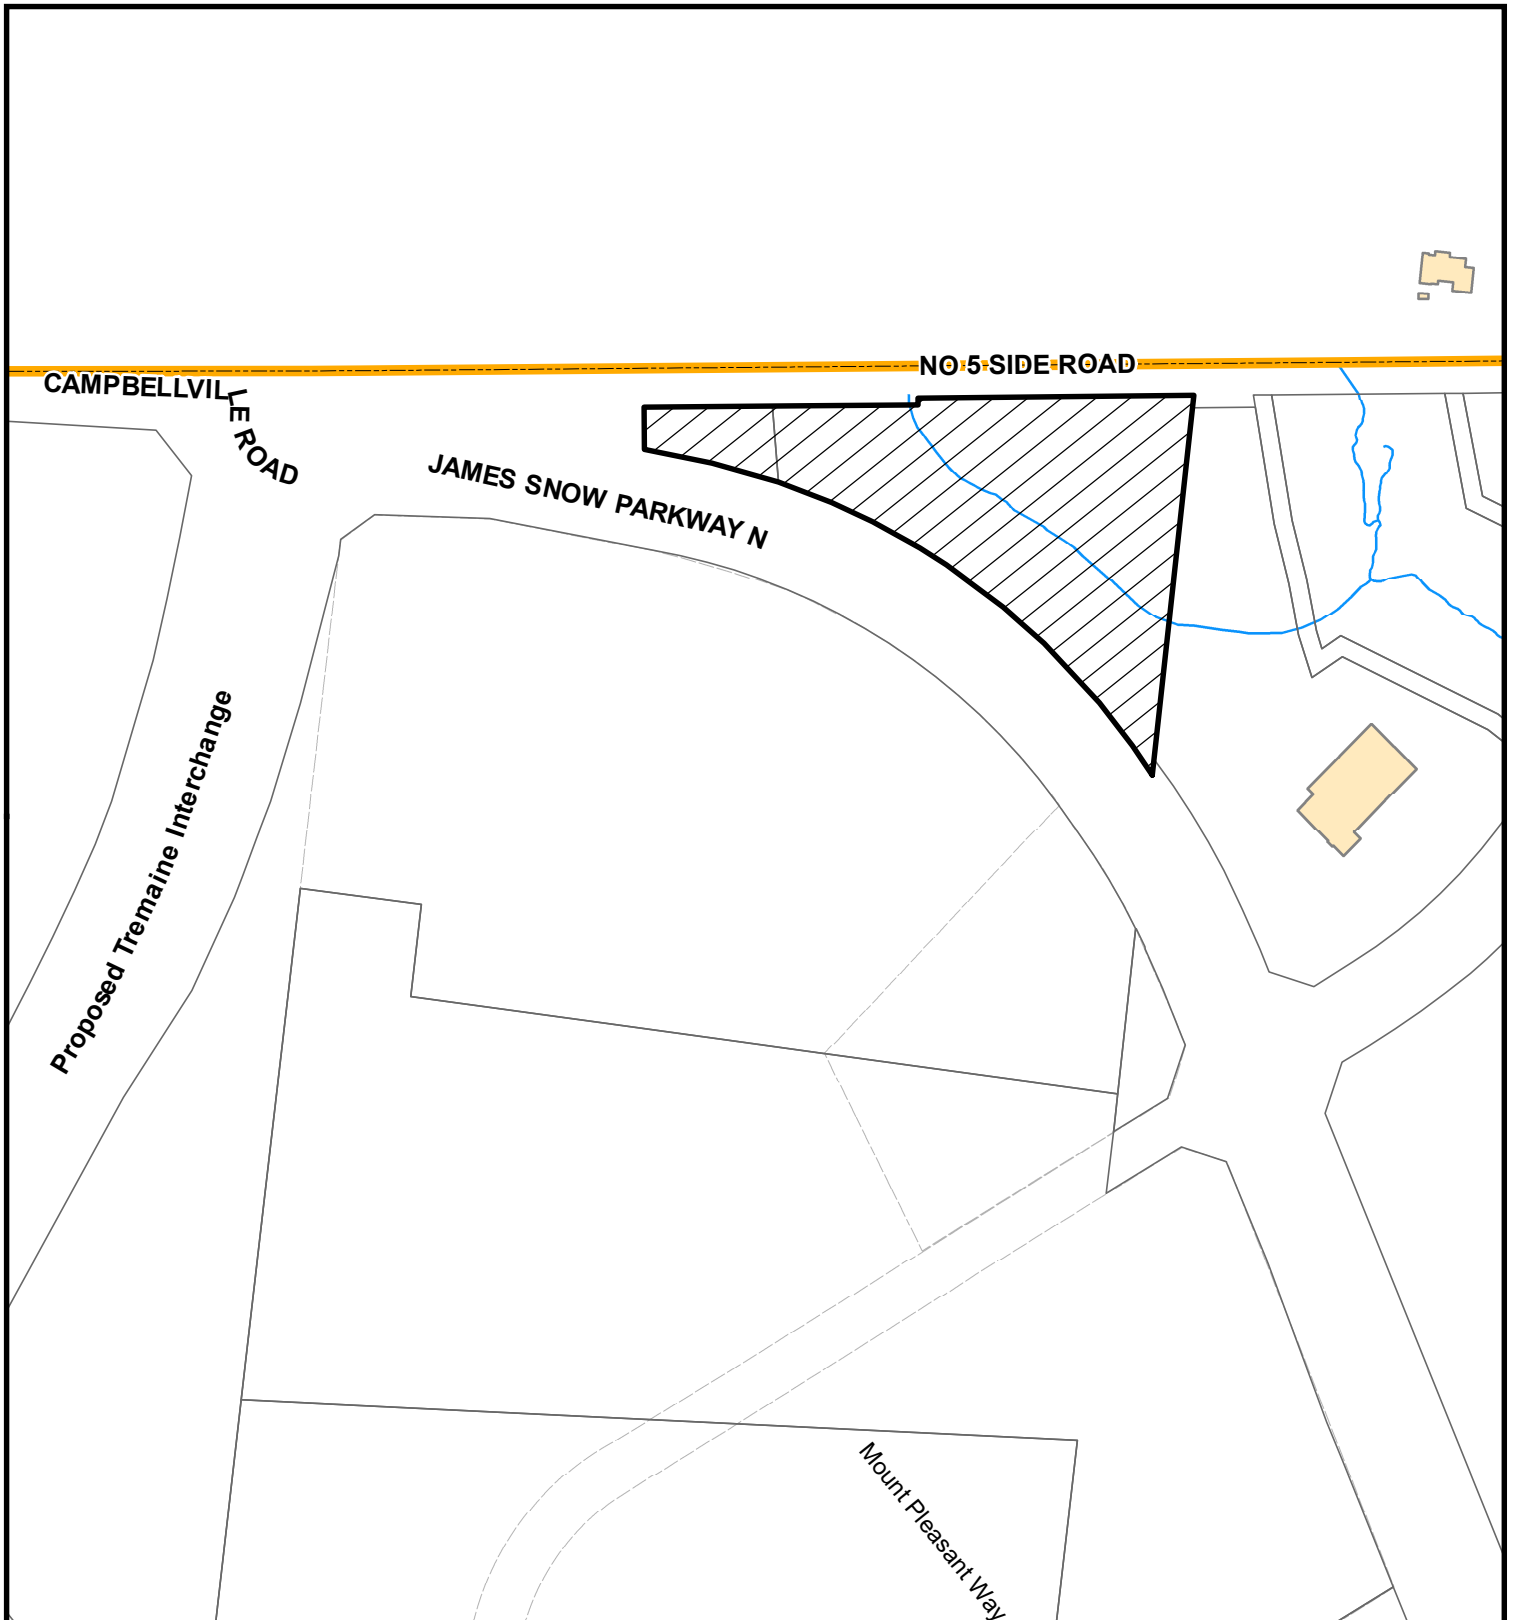 NO 5 SIDE ROAD
CAMPBELLVILLE ROAD
JAMES SNOW PARKWAY N
Proposed Tremaine Interchange
Mount Pleasant Way